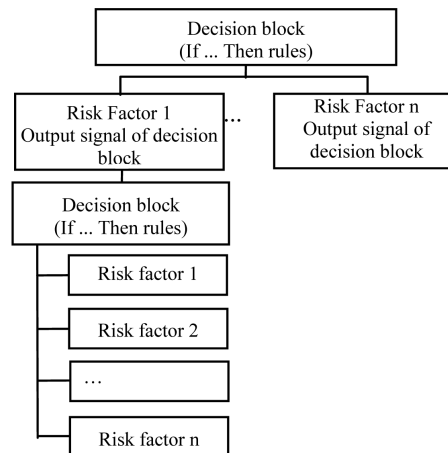 Decision block
(If ... Then rules)
Risk Factor 1
Output signal of decision
block
...
Risk Factor n
Output signal of
decision block
Decision block
(If ... Then rules)
Risk factor 1
Risk factor 2
...
Risk factor n